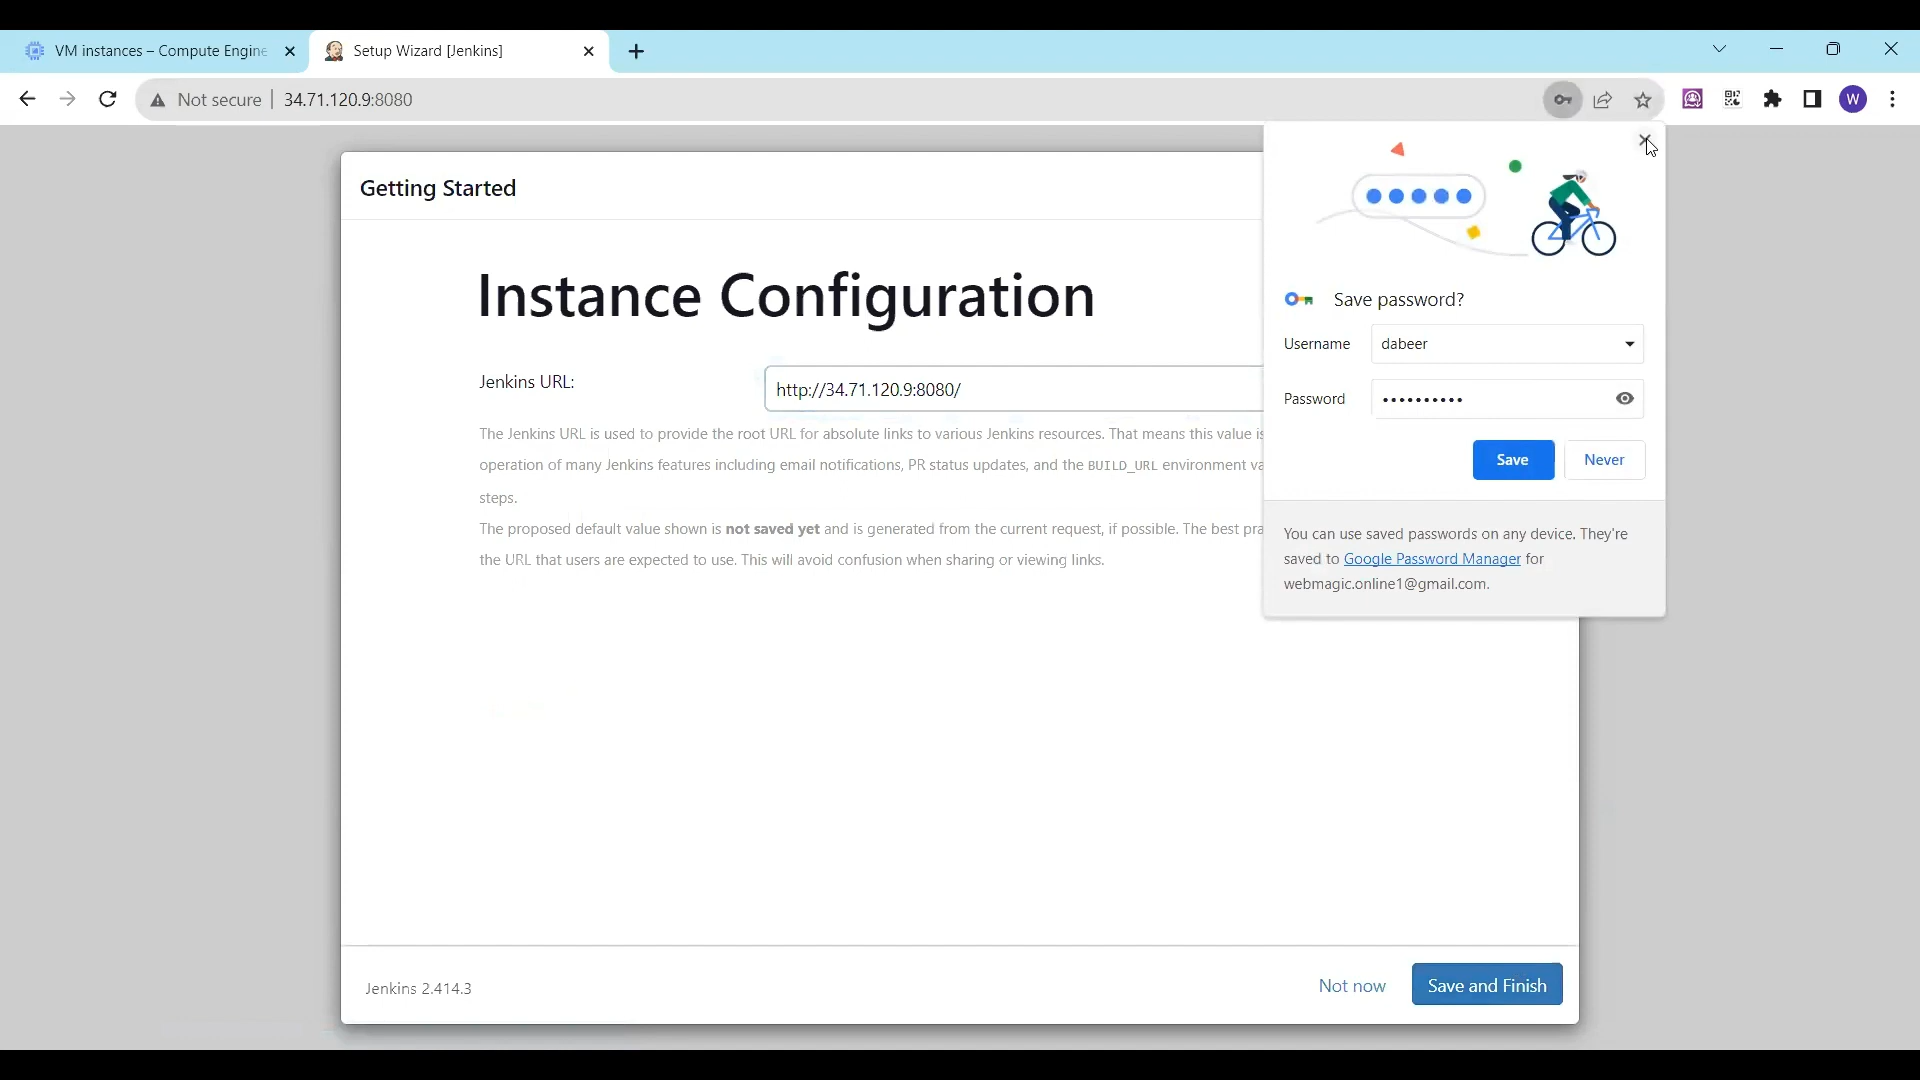 VM instances – Compute Engine
Setup Wizard [Jenkins]
Not secure
34.71.120.9:8080
W
Getting Started
Instance Configuration
Jenkins URL:
http://34.71.120.9:8080/
The Jenkins URL is used to provide the root URL for absolute links to various Jenkins resources. That means this value is
operation of many Jenkins features including email notifications, PR status updates, and the BUILD_URL environment va
steps.
The proposed default value shown is not saved yet and is generated from the current request, if possible. The best pra
the URL that users are expected to use. This will avoid confusion when sharing or viewing links.
Save password?
Username
dabeer
Password
••••••••••
Save
Never
You can use saved passwords on any device. They're
saved to Google Password Manager for
webmagic.online1@gmail.com.
Jenkins 2.414.3
Not now
Save and Finish